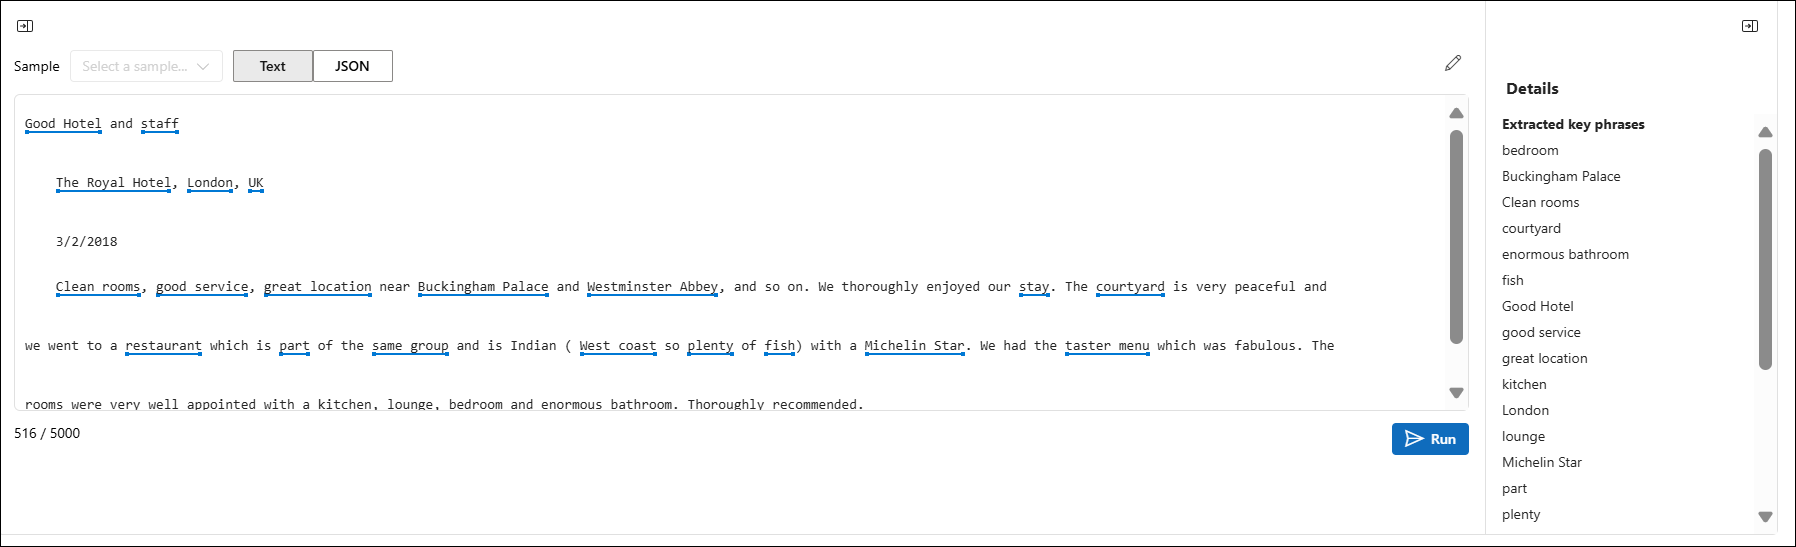 Sample Select a sample... Text JSON
Good Hotel and staff
The Royal Hotel, London, UK
3/2/2018
Clean rooms, good service, great location near Buckingham Palace and Westminster Abbey, and so on. We thoroughly enjoyed our stay. The courtyard is very peaceful and
we went to a restaurant which is part of the same group and is Indian ( West coast so plenty of fish) with a Michelin Star. We had the taster menu which was fabulous. The
rooms were very well appointed with a kitchen, lounge, bedroom and enormous bathroom. Thoroughly recommended.
516 / 5000
Run
Details
Extracted key phrases
bedroom
Buckingham Palace
Clean rooms
courtyard
enormous bathroom
fish
Good Hotel
good service
great location
kitchen
London
lounge
Michelin Star
part
plenty